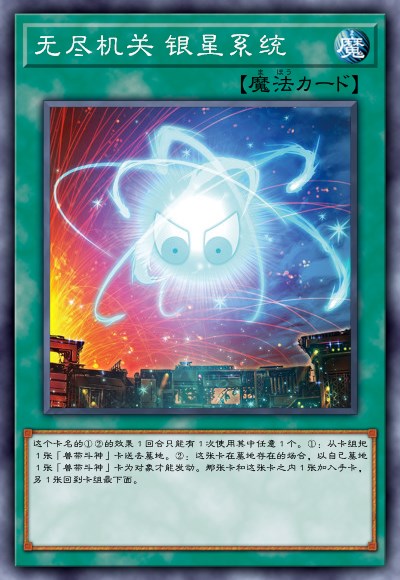 无尽机关 银星系统
魔
【魔法カード】
ま ほう
这个卡名的①②的效果1回合只能有1次使用其中任意1个。①：从卡组把
1张「兽带斗神」卡送去墓地。②：这张卡在墓地存在的场合，以自己墓地
1张「兽带斗神」卡为对象才能发动。那张卡和这张卡之内1张加入手卡，
另1张回到卡组最下面。